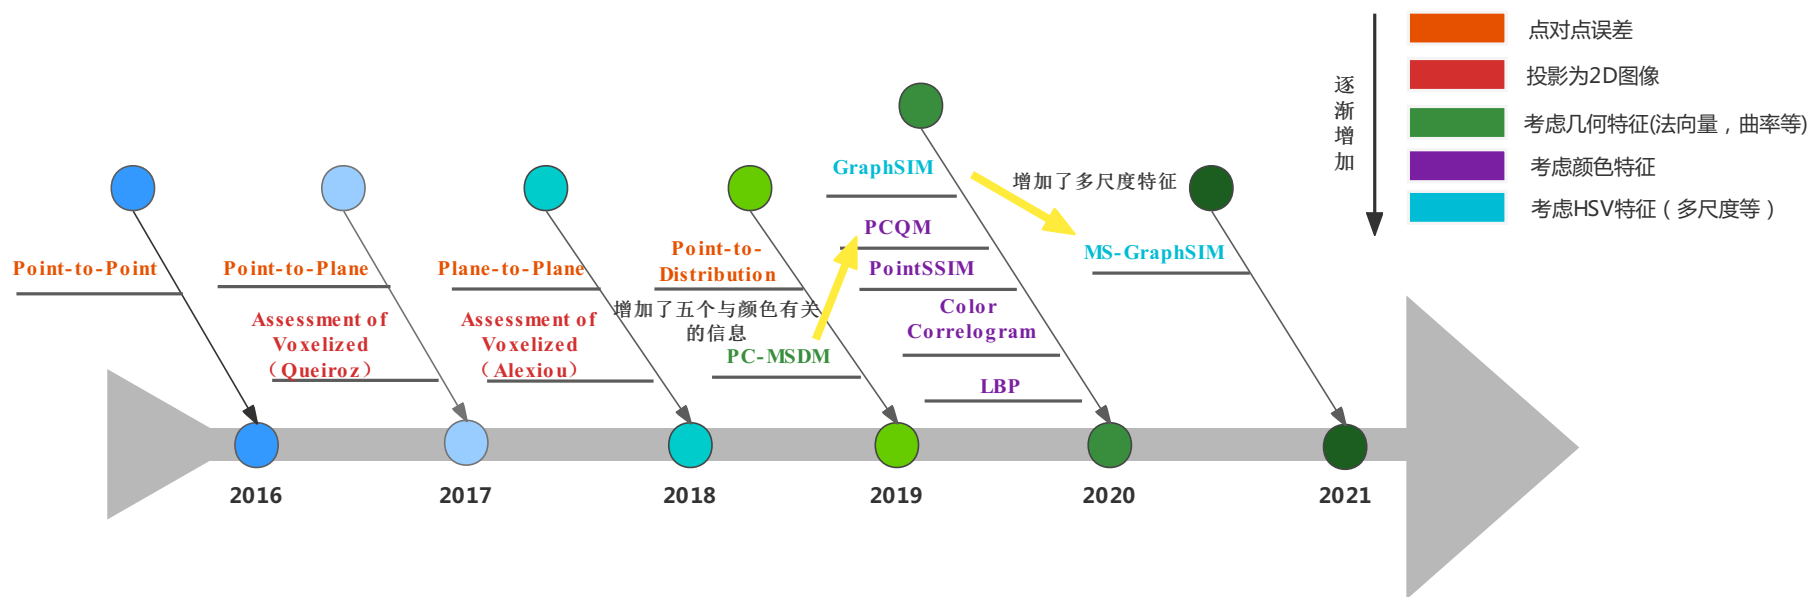 点对点误差
投影为2D图像
考虑几何特征(法向量，曲率等)
考虑颜色特征
考虑HSV特征（多尺度等）
逐
渐
增
加
Point-to-Point
Point-to-Plane
Assessment of
Voxelized
（Queiroz）
Plane-to-Plane
Assessment of
Voxelized
（Alexiou）
Point-to-
Distribution
增加了五个与颜色有关
的信息
PC-MSDM
GraphSIM
PCQM
PointSSIM
Color
Correlogram
LBP
增加了多尺度特征
MS-GraphSIM
2016
2017
2018
2019
2020
2021